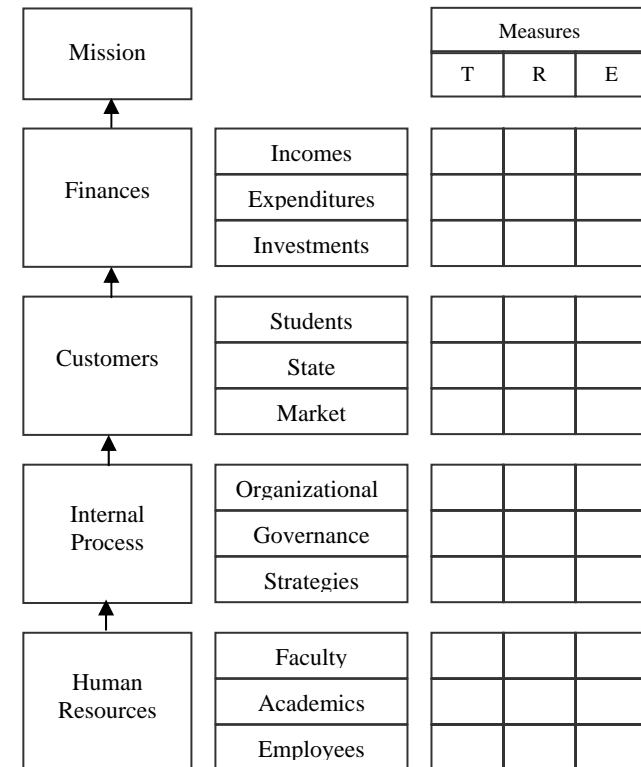 Mission
Measures
T R E
Finances
Incomes
Expenditures
Investments
Customers
Students
State
Market
Internal
Process
Organizational
Governance
Strategies
Human
Resources
Faculty
Academics
Employees